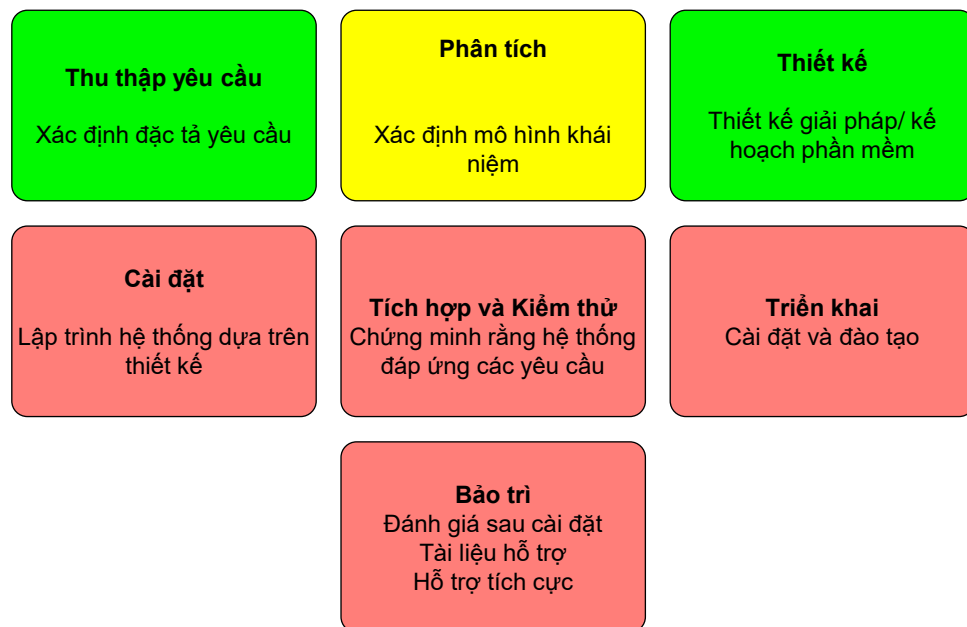 Thu thập yêu cầu
Xác định đặc tả yêu cầu
Phân tích
Xác định mô hình khái
niệm
Thiết kế
Thiết kế giải pháp/ kế
hoạch phần mềm
Cài đặt
Lập trình hệ thống dựa trên
thiết kế
Tích hợp và Kiểm thử
Chứng minh rằng hệ thống
đáp ứng các yêu cầu
Triển khai
Cài đặt và đào tạo
Bảo trì
Đánh giá sau cài đặt
Tài liệu hỗ trợ
Hỗ trợ tích cực